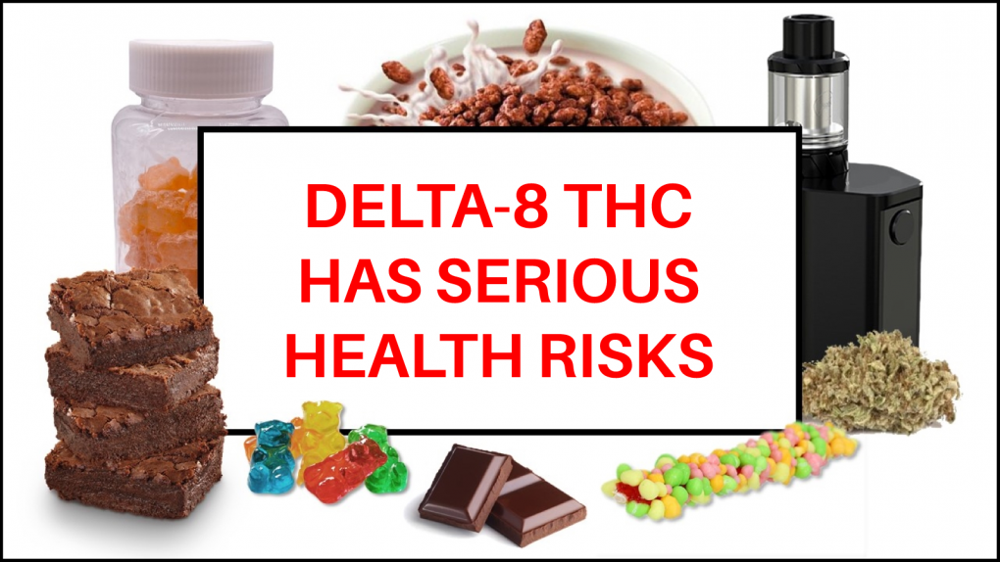 DELTA-8 THC
HAS SERIOUS
HEALTH RISKS